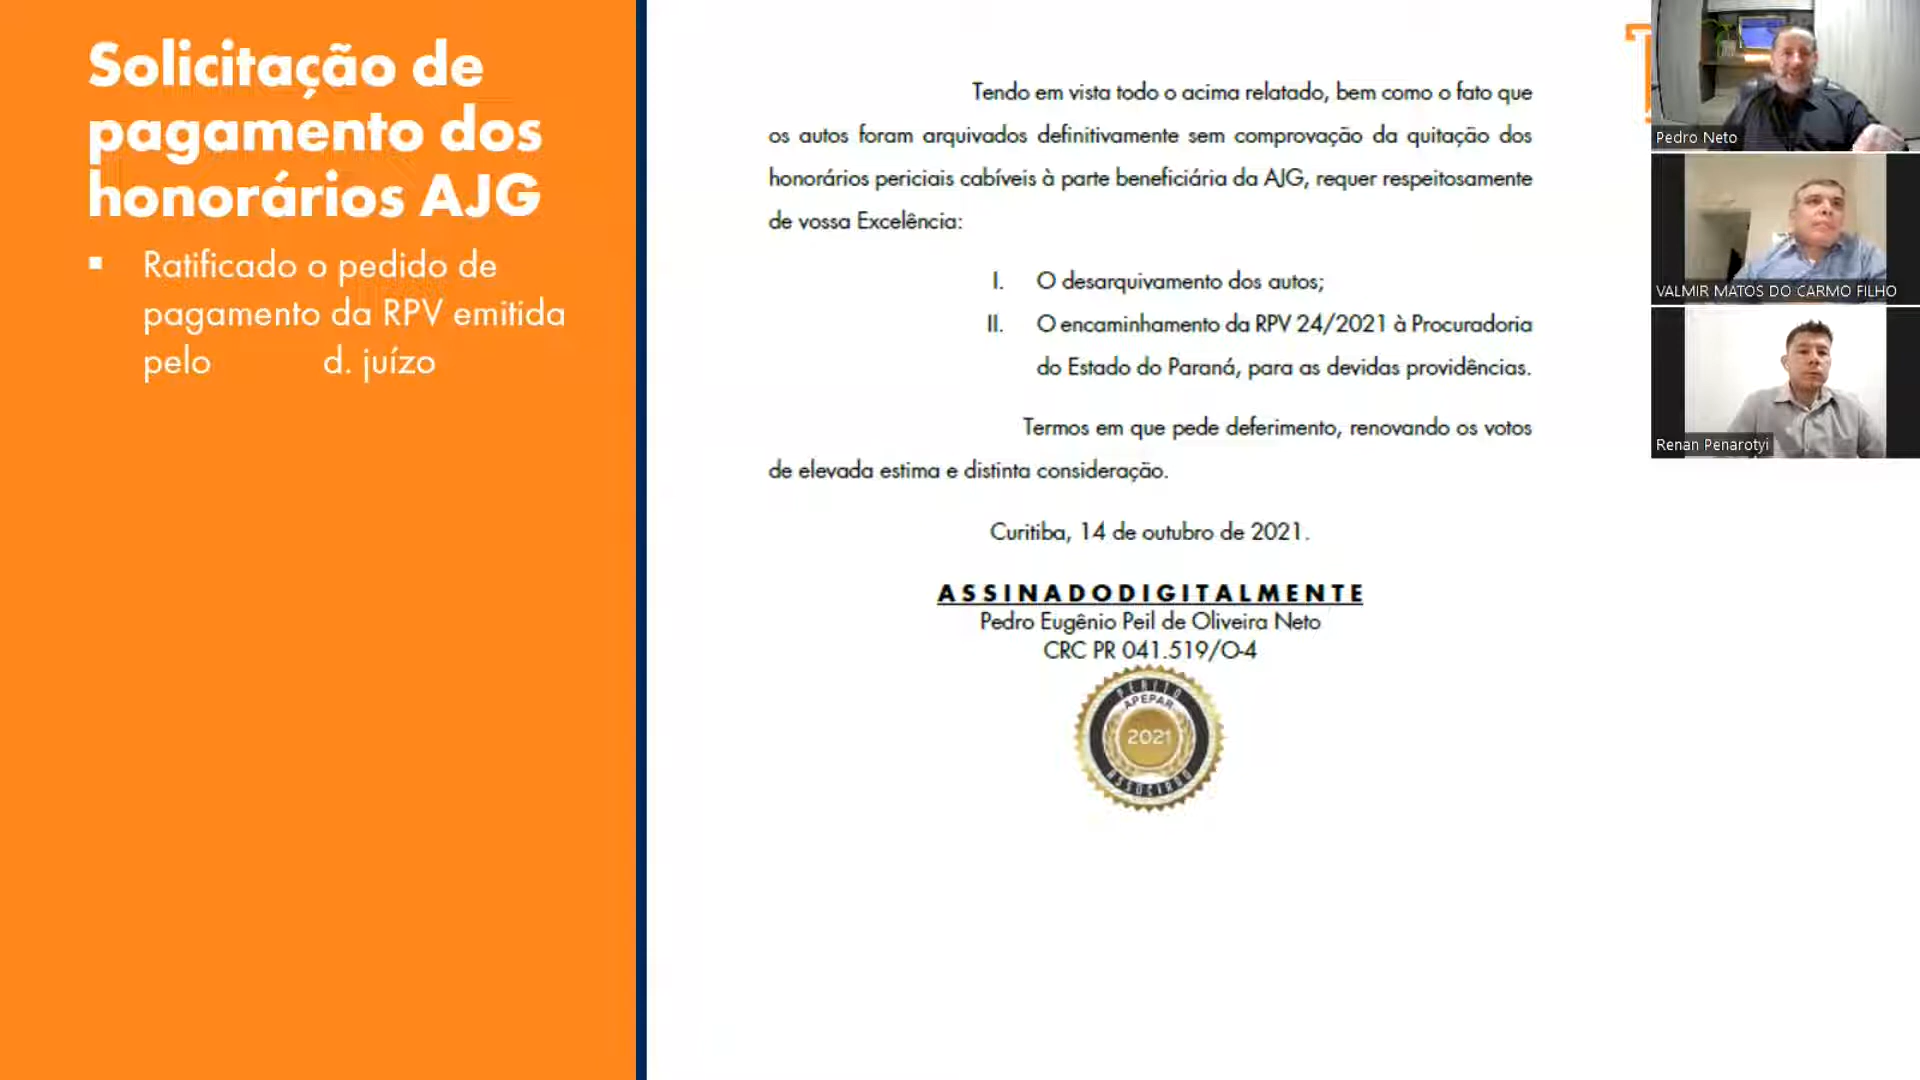 Solicitação de
pagamento dos
honorários AJG
▪ Ratificado o pedido de
pagamento da RPV emitida
pelo d. juízo
Tendo em vista todo o acima relatado, bem como o fato que
os autos foram arquivados definitivamente sem comprovação da quitação dos
honorários periciais cabíveis à parte beneficiária da AJG, requer respeitosamente
de vossa Excelência:
I. O desarquivamento dos autos;
II. O encaminhamento da RPV 24/2021 à Procuradoria
do Estado do Paraná, para as devidas providências.
Termos em que pede deferimento, renovando os votos
de elevada estima e distinta consideração.
Curitiba, 14 de outubro de 2021.
ASSINADODIGITALMENTE
Pedro Eugênio Peil de Oliveira Neto
CRC PR 041.519/O-4
PERITO
APEPAR
2021
ASSOCIADO
Pedro Neto
VALMIR MATOS DO CARMO FILHO
Renan Penarotyi